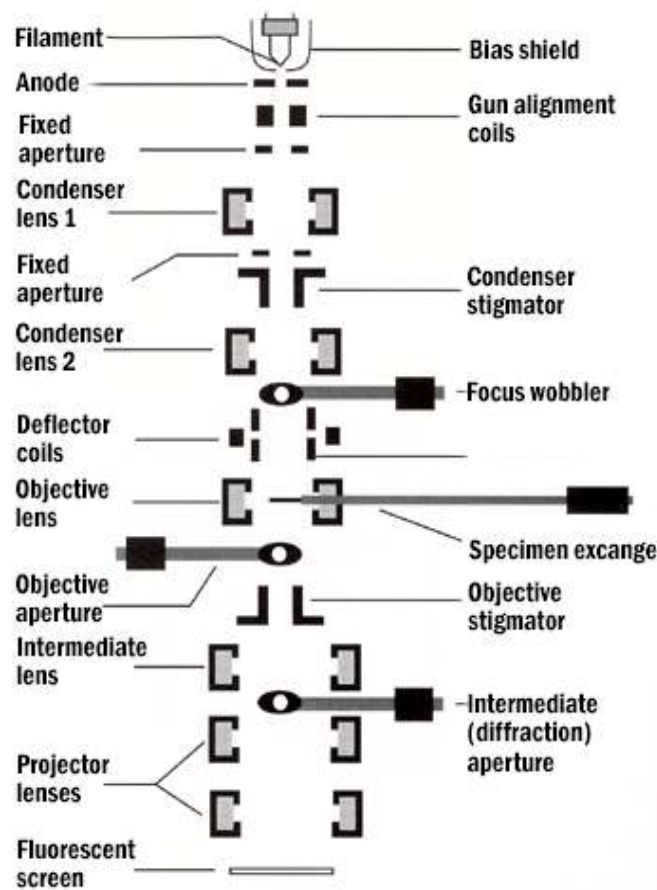 Filament
Bias shield
Anode
Gun alignment
coils
Fixed
aperture
Condenser
lens 1
Fixed
aperture
Condenser
stigmator
Condenser
lens 2
Focus wobbler
Deflector
coils
Objective
lens
Specimen excange
Objective
aperture
Objective
stigmator
Intermediate
lens
Intermediate
(diffraction)
aperture
Projector
lenses
Fluorescent
screen